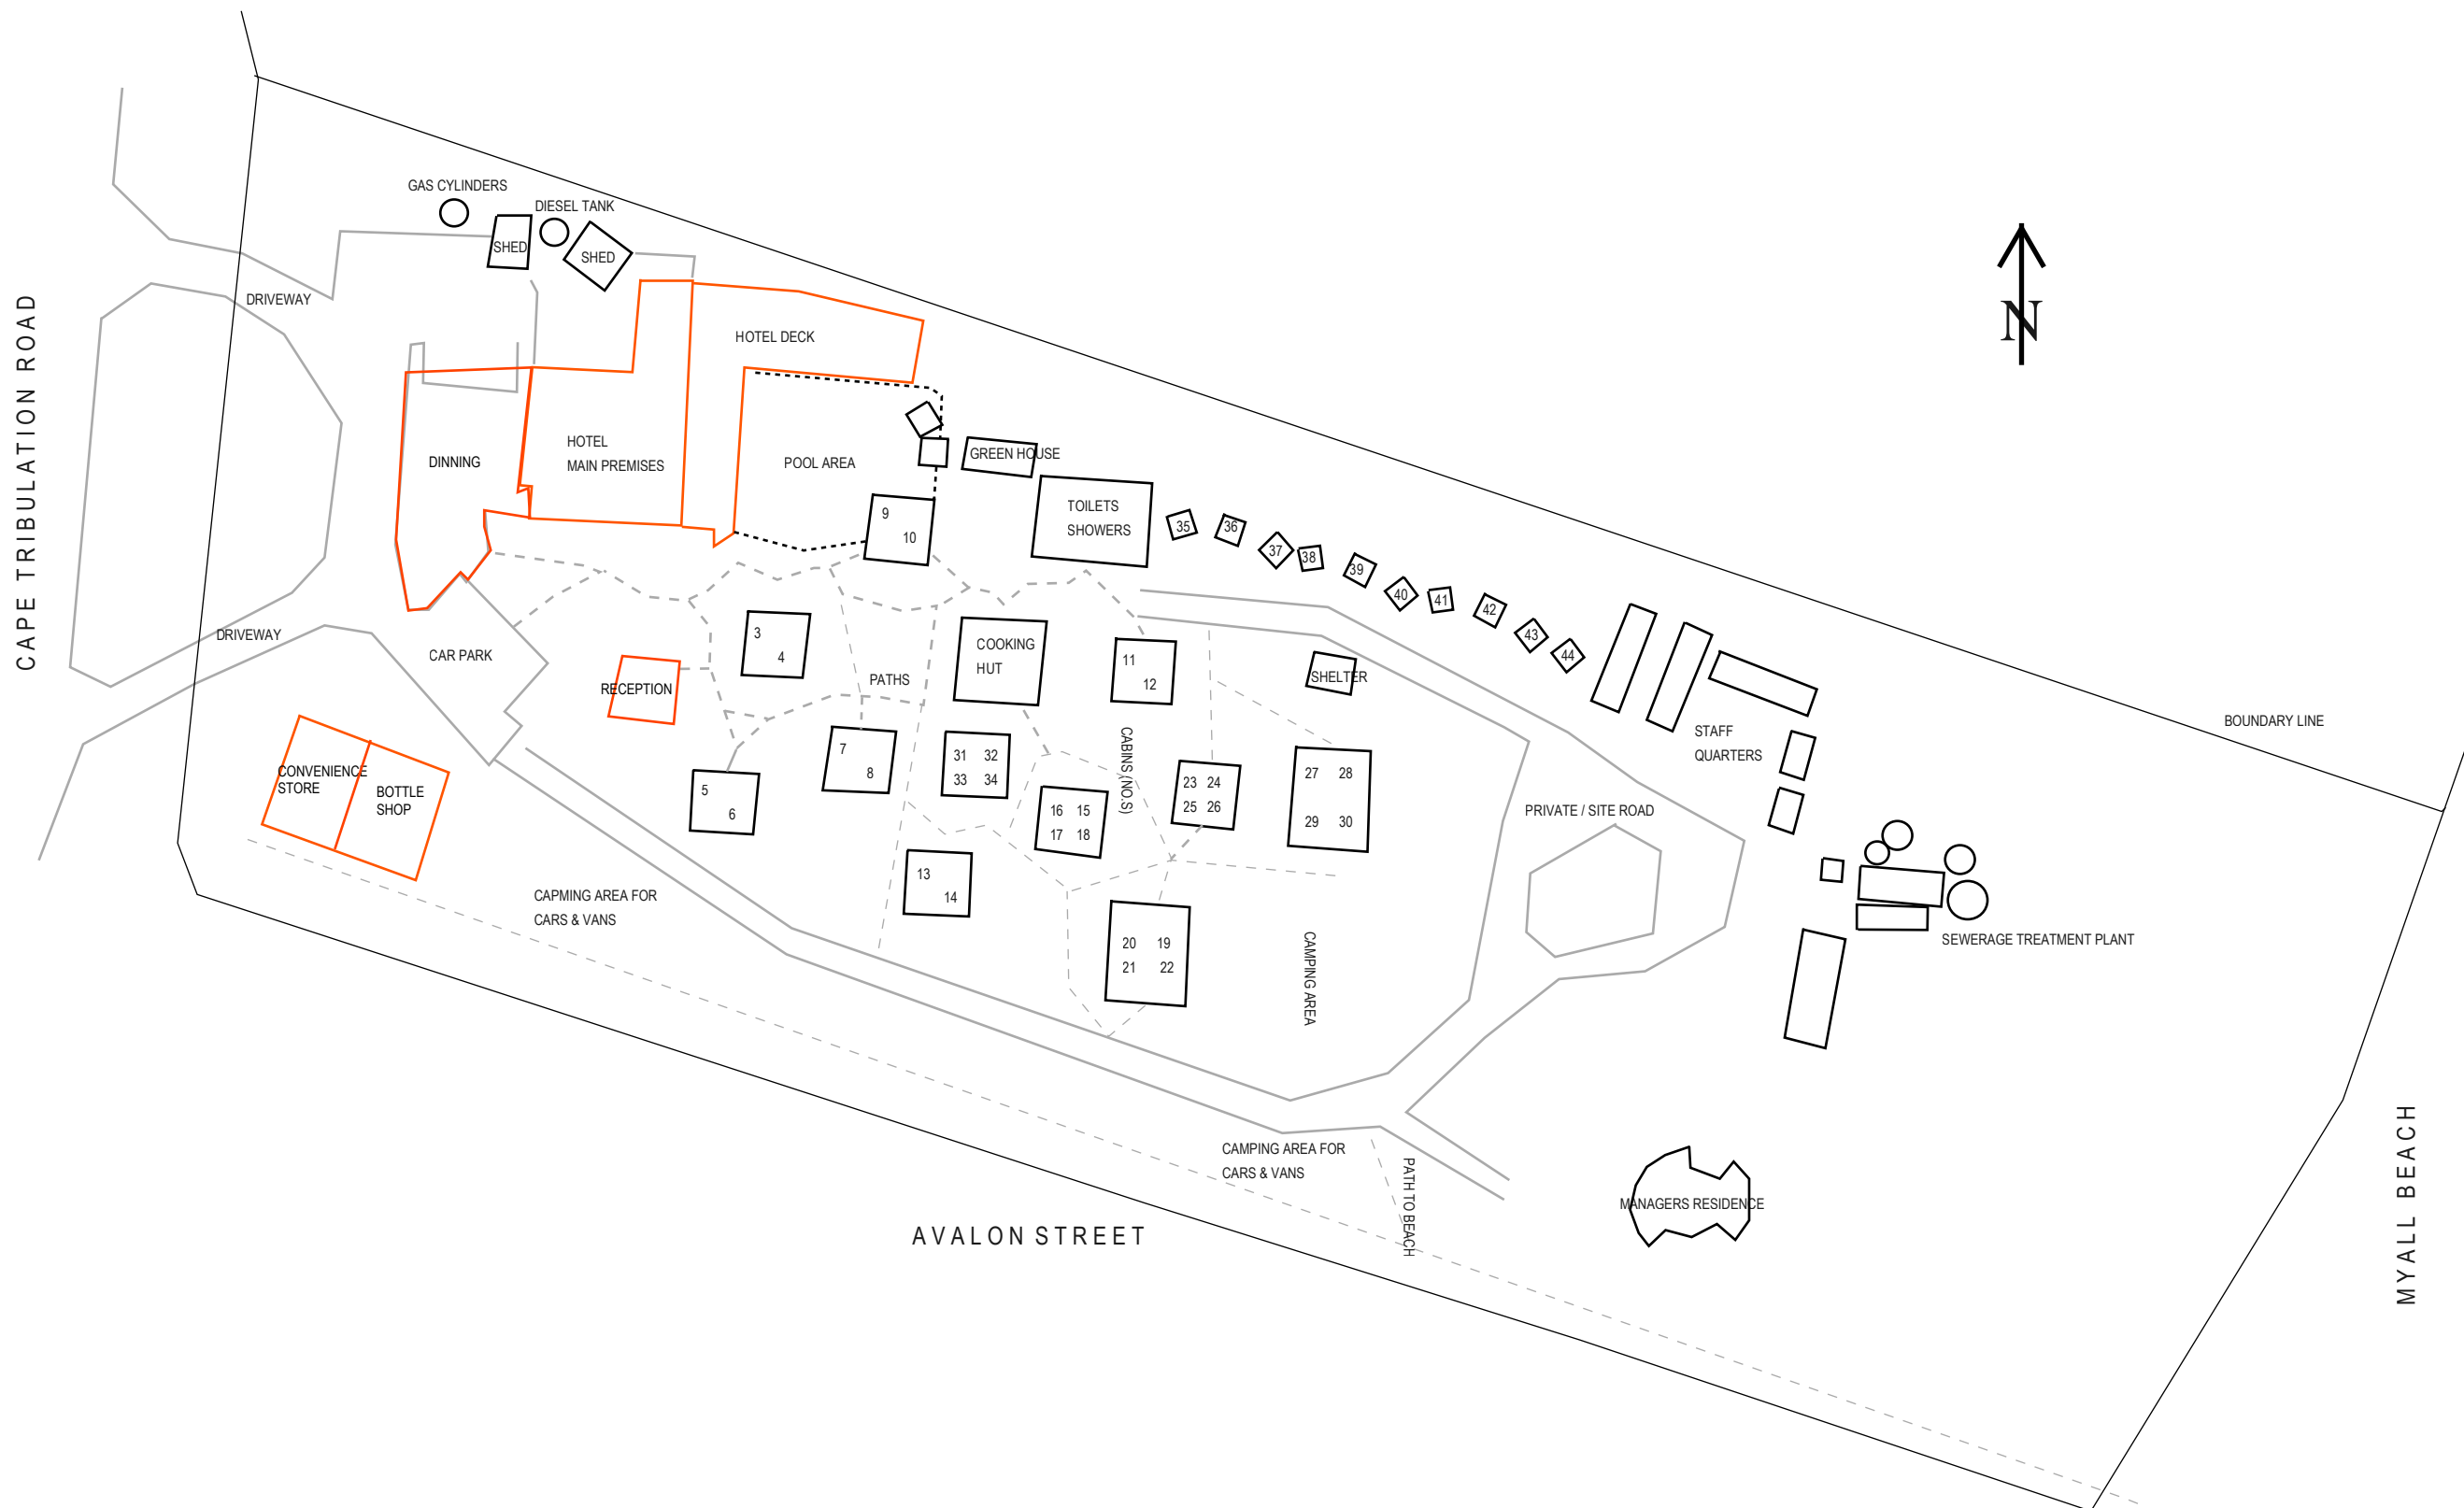 GAS CYLINDERS
DIESEL TANK
SHED
SHED
N
DRIVEWAY
HOTEL DECK
CAPE TRIBULATION ROAD
HOTEL
MAIN PREMISES
DINNING
POOL AREA
GREEN HOUSE
TOILETS
SHOWERS
9
10
35
36
37
38
39
40
41
42
43
44
DRIVEWAY
CAR PARK
RECEPTION
3
4
PATHS
COOKING
HUT
11
12
SHELTER
STAFF
QUARTERS
BOUNDARY LINE
CONVENIENCE
STORE
BOTTLE
SHOP
5
6
7
8
31 32
33 34
16 15
17 18
CABINS (NO.S)
23 24
25 26
27 28
29 30
PRIVATE / SITE ROAD
CAPMING AREA FOR
CARS & VANS
13
14
20 19
21 22
CAMPING AREA
SEWERAGE TREATMENT PLANT
CAMPING AREA FOR
CARS & VANS
PATH TO BEACH
MANAGERS RESIDENCE
MYALL BEACH
AVALON STREET